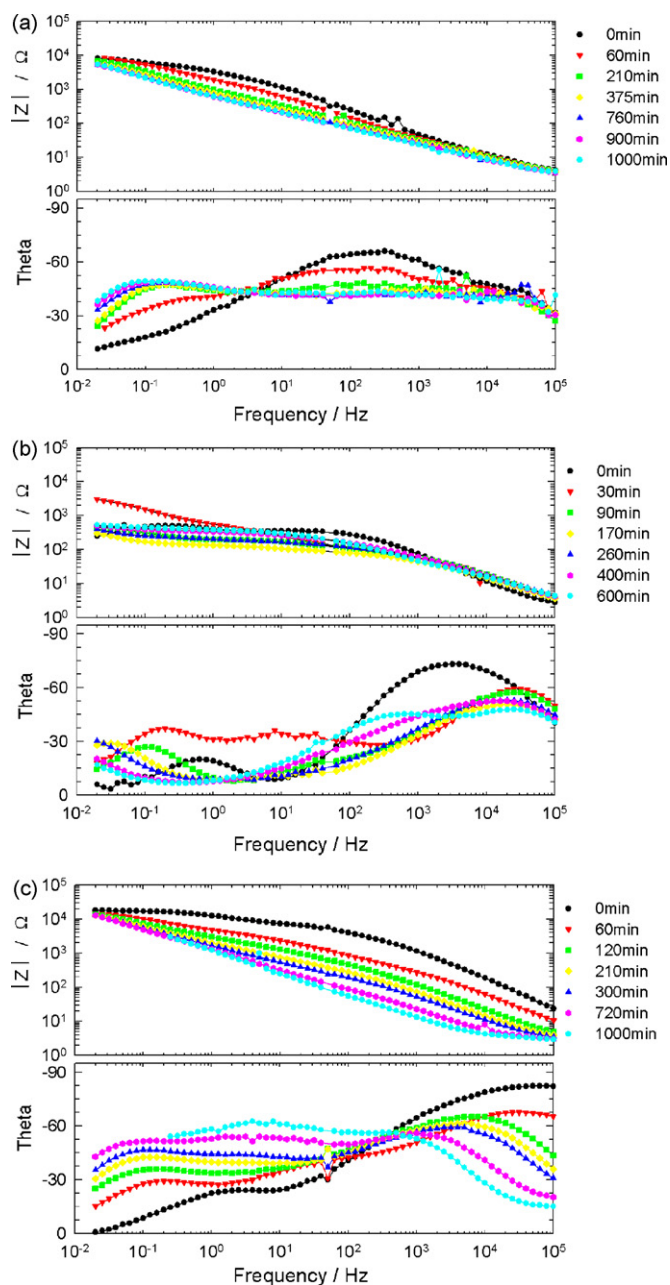 (a)
10^5
10^4
10^3
10^2
10^1
10^0
|Z| / Ω
0min
60min
210min
375min
760min
900min
1000min
-90
-60
-30
0
Theta
10^-2 10^-1 10^0 10^1 10^2 10^3 10^4 10^5
Frequency / Hz
(b)
10^5
10^4
10^3
10^2
10^1
10^0
|Z| / Ω
0min
30min
90min
170min
260min
400min
600min
-90
-60
-30
0
Theta
10^-2 10^-1 10^0 10^1 10^2 10^3 10^4 10^5
Frequency / Hz
(c)
10^5
10^4
10^3
10^2
10^1
10^0
|Z| / Ω
0min
60min
120min
210min
300min
720min
1000min
-90
-60
-30
0
Theta
10^-2 10^-1 10^0 10^1 10^2 10^3 10^4 10^5
Frequency / Hz